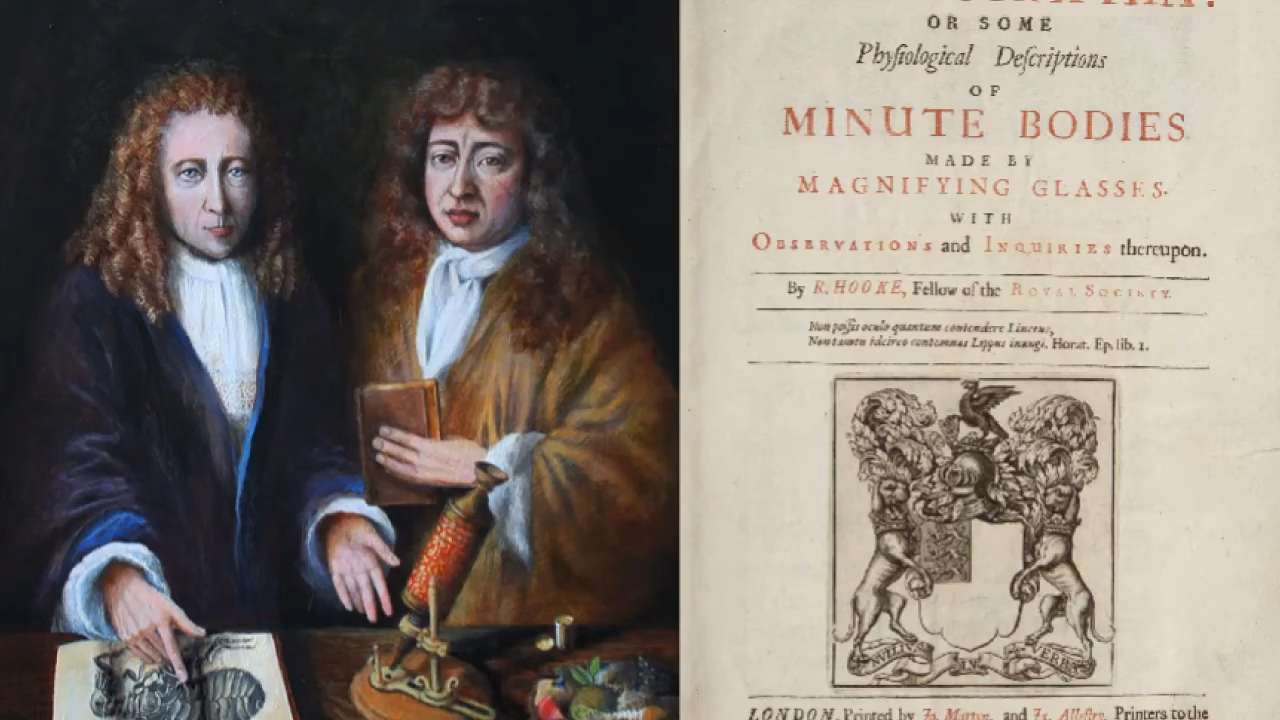 OR SOME
Phyſiological Deſcriptions
OF
MINUTE BODIES
MADE BY
MAGNIFYING GLASSES.
WITH
OBSERVATIONS and INQUIRIES thereupon.
By R. HOOKE, Fellow of the ROYAL SOCIETY.
Non poſſis oculo quantum contendere Linceus,
Non tamen idcirco contemnas Lippus inungi. Horat. Ep. lib. 1.
NULLIUS IN VERBA
LONDON, Printed by Jo. Martyn, and Ja. Alleſtry, Printers to the